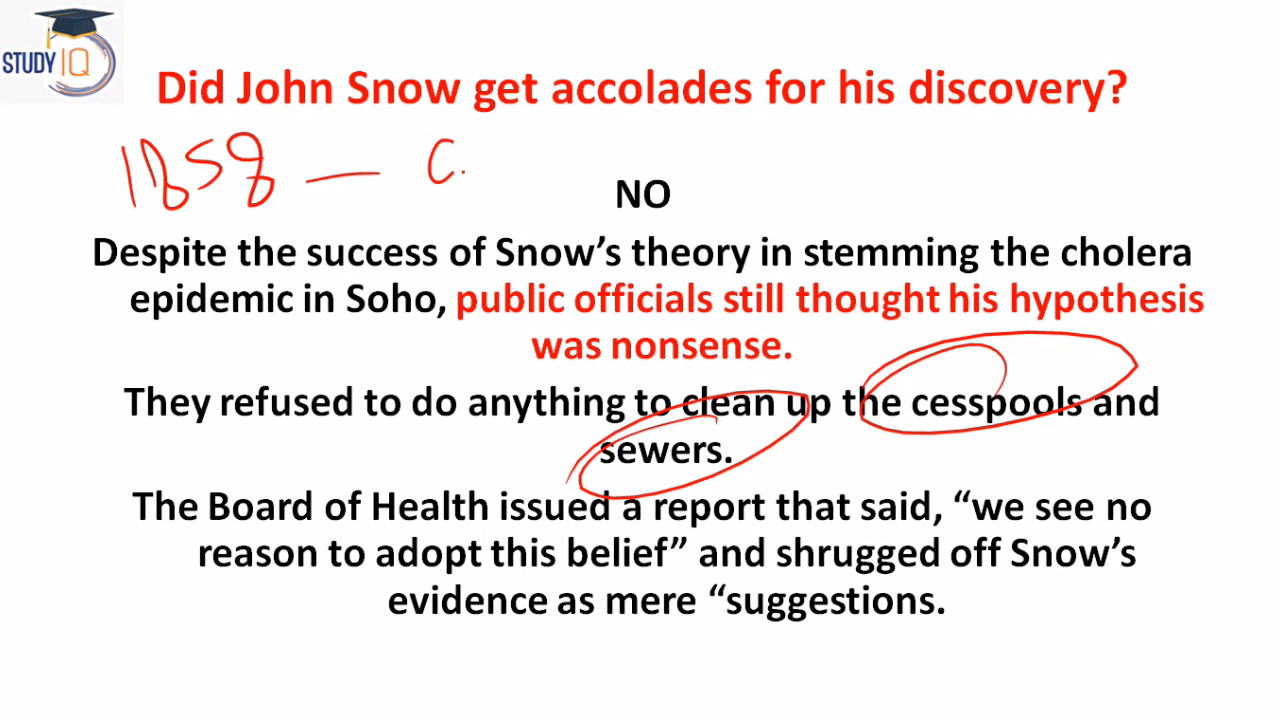 STUDY IQ
Did John Snow get accolades for his discovery?
1858 — C.
NO
Despite the success of Snow’s theory in stemming the cholera
epidemic in Soho, public officials still thought his hypothesis
was nonsense.
They refused to do anything to clean up the cesspools and
sewers.
The Board of Health issued a report that said, “we see no
reason to adopt this belief” and shrugged off Snow’s
evidence as mere “suggestions.